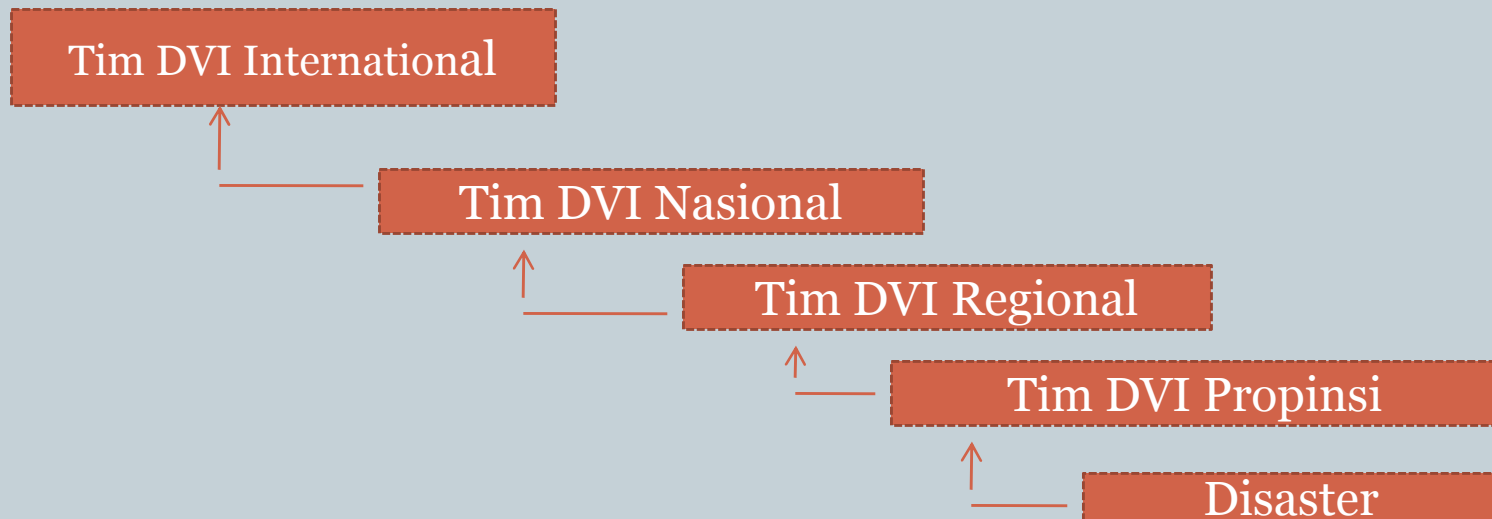 Tim DVI International
Tim DVI Nasional
Tim DVI Regional
Tim DVI Propinsi
Disaster